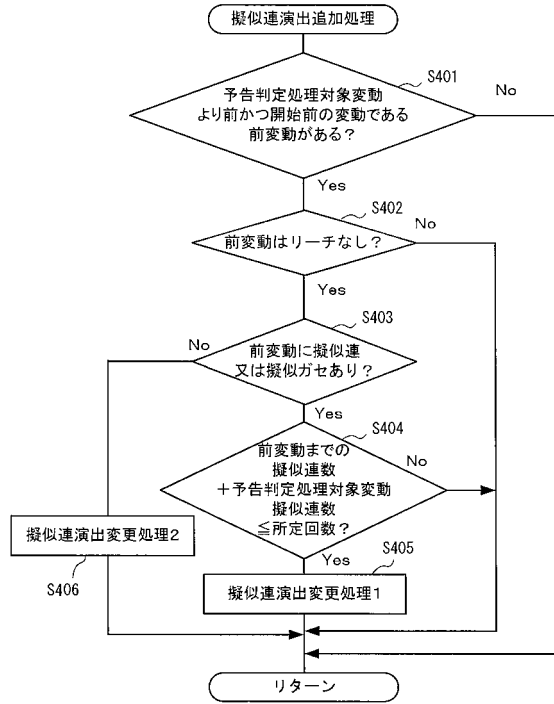 擬似連演出追加処理
S401
No
予告判定処理対象変動
より前かつ開始前の変動である
前変動がある?
Yes
S402
No
前変動はリーチなし?
Yes
S403
No
前変動に擬似連
又は擬似ガセあり?
Yes
S404
前変動までの
擬似連数
+予告判定処理対象変動
擬似連数
≦所定回数?
No
Yes
S405
擬似連演出変更処理2
S406
擬似連演出変更処理1
リターン